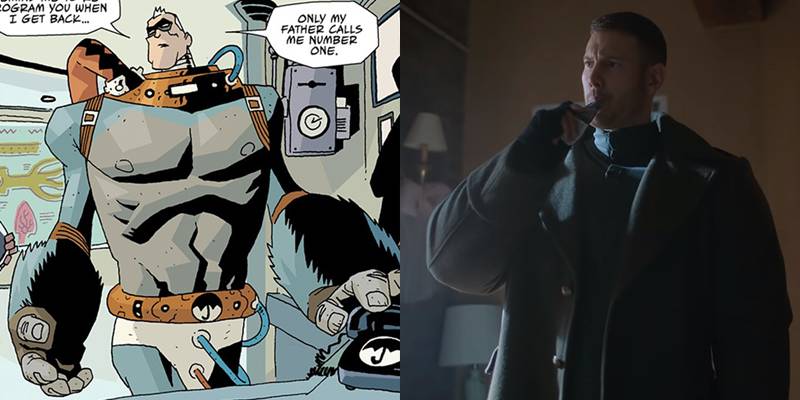 PROGRAM YOU WHEN
I GET BACK...
ONLY MY
FATHER CALLS
ME NUMBER
ONE.